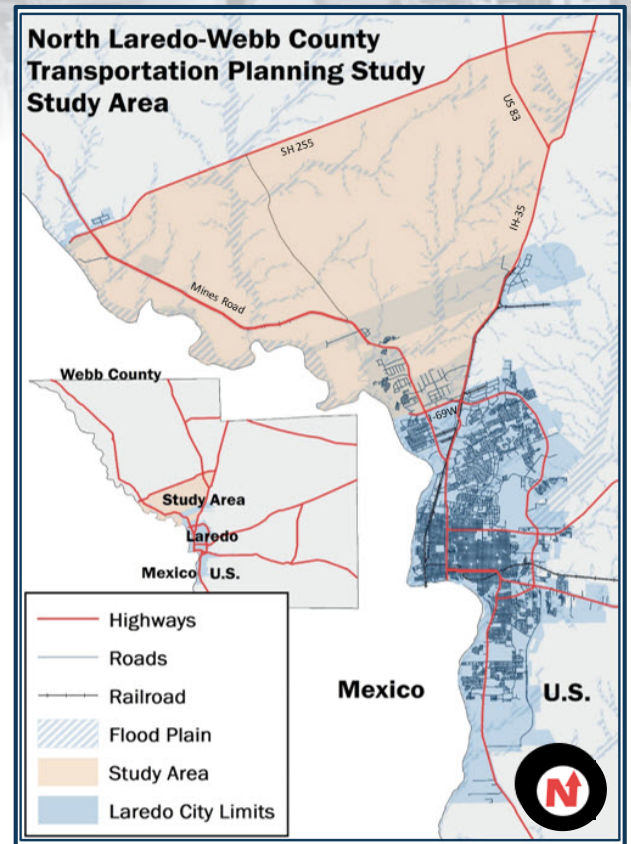 North Laredo-Webb County
Transportation Planning Study
Study Area
US 83
SH 255
IH-35
Mines Road
I-69W
Webb County
Study Area
Laredo
Mexico U.S.
Highways
Roads
Railroad
Flood Plain
Study Area
Laredo City Limits
Mexico
U.S.
N